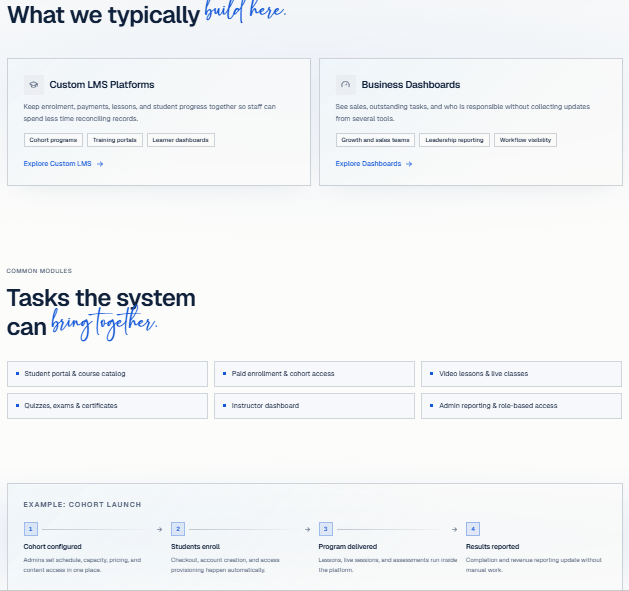 What we typically build here.
Custom LMS Platforms
Keep enrolment, payments, lessons, and student progress together so staff can
spend less time reconciling records.
Cohort programs
Training portals
Learner dashboards
Explore Custom LMS →
Business Dashboards
See sales, outstanding tasks, and who is responsible without collecting updates
from several tools.
Growth and sales teams
Leadership reporting
Workflow visibility
Explore Dashboards →
COMMON MODULES
Tasks the system
can bring together.
Student portal & course catalog
Paid enrollment & cohort access
Video lessons & live classes
Quizzes, exams & certificates
Instructor dashboard
Admin reporting & role-based access
EXAMPLE: COHORT LAUNCH
1 →
Cohort configured
Admins set schedule, capacity, pricing, and
content access in one place.
2 →
Students enroll
Checkout, account creation, and access
provisioning happen automatically.
3 →
Program delivered
Lessons, live sessions, and assessments run inside
the platform.
4
Results reported
Completion and revenue reporting update without
manual work.